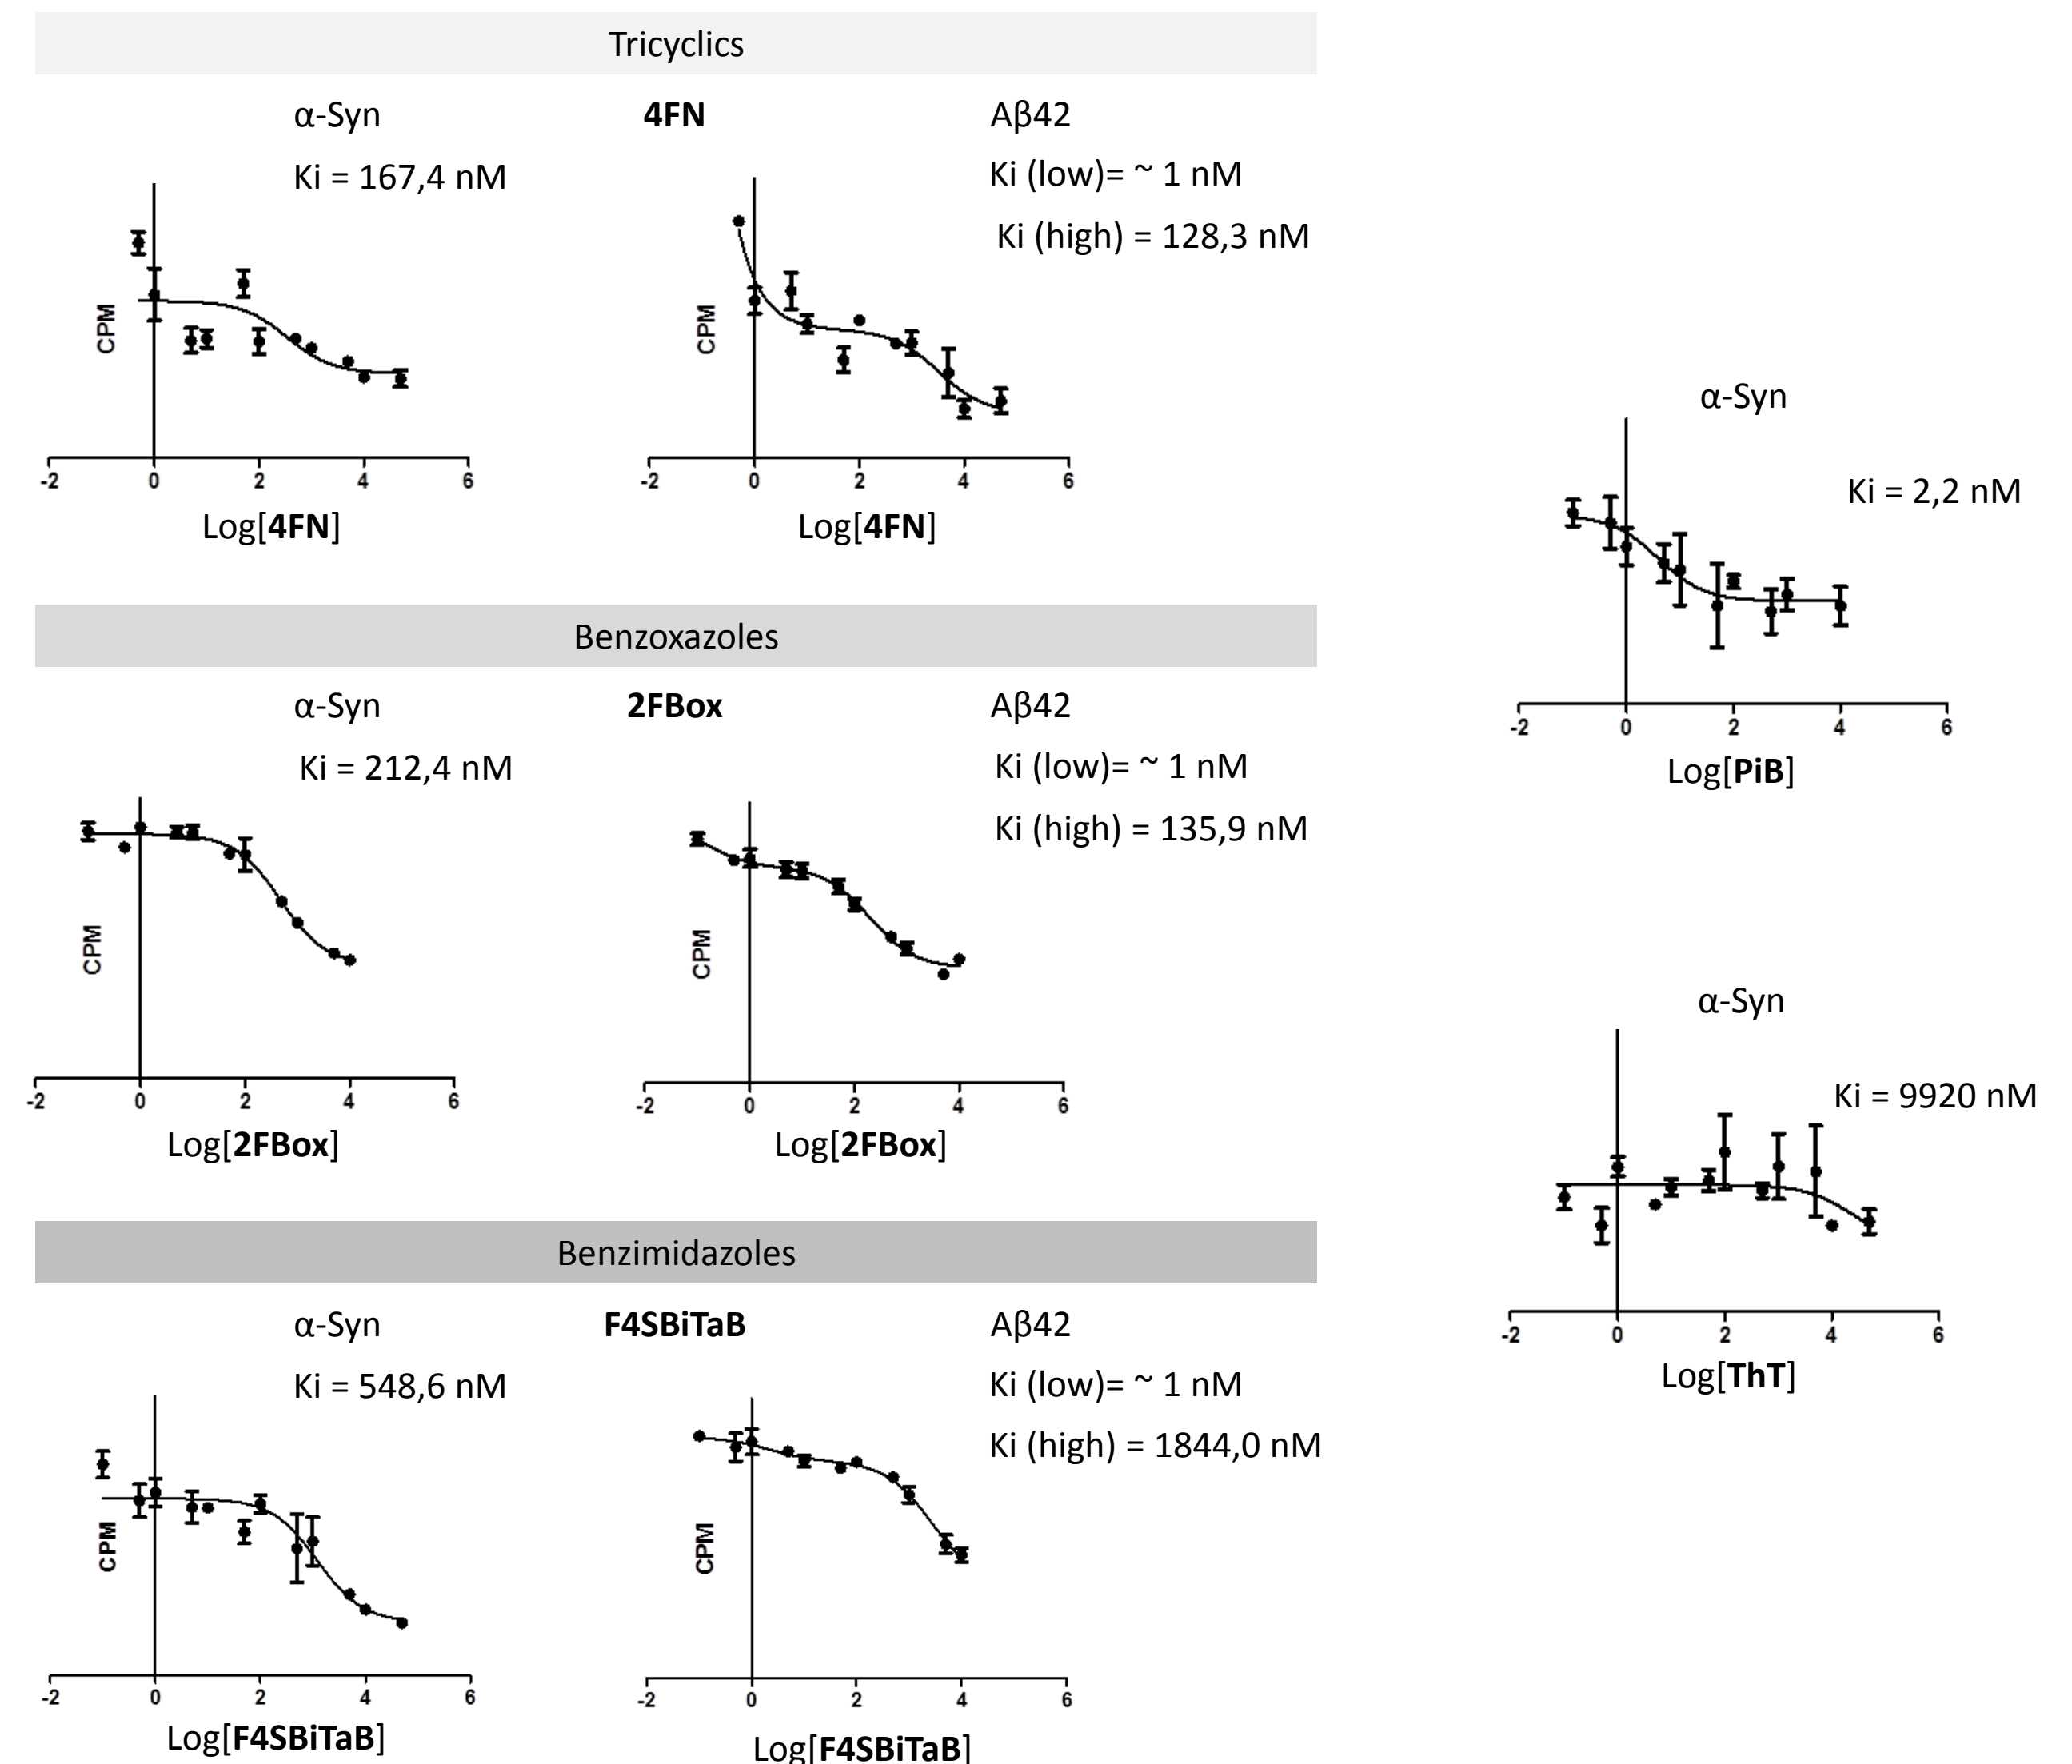 Tricyclics
α-Syn
4FN
Aβ42
Ki = 167,4 nM
Ki (low)= ~ 1 nM
Ki (high) = 128,3 nM
CPM
CPM
-2 0 2 4 6
-2 0 2 4 6
Log[4FN]
Log[4FN]
Benzoxazoles
α-Syn
2FBox
Aβ42
Ki = 212,4 nM
Ki (low)= ~ 1 nM
Ki (high) = 135,9 nM
CPM
CPM
-2 0 2 4 6
-2 0 2 4 6
Log[2FBox]
Log[2FBox]
Benzimidazoles
α-Syn
F4SBiTaB
Aβ42
Ki = 548,6 nM
Ki (low)= ~ 1 nM
Ki (high) = 1844,0 nM
CPM
CPM
-2 0 2 4 6
-2 0 2 4 6
Log[F4SBiTaB]
Log[F4SBiTaB]
α-Syn
Ki = 2,2 nM
-2 0 2 4 6
Log[PiB]
α-Syn
Ki = 9920 nM
-2 0 2 4 6
Log[ThT]